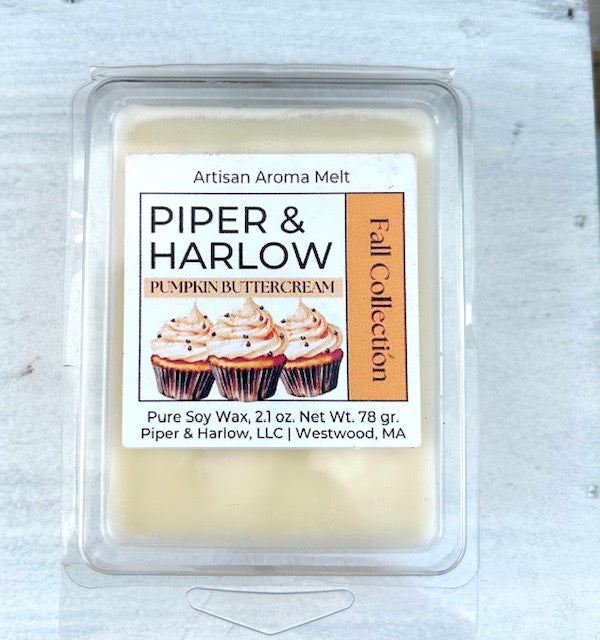 Artisan Aroma Melt
PIPER &
HARLOW
PUMPKIN BUTTERCREAM
Fall Collectión
Pure Soy Wax, 2.1 oz. Net Wt. 78 gr.
Piper & Harlow, LLC | Westwood, MA